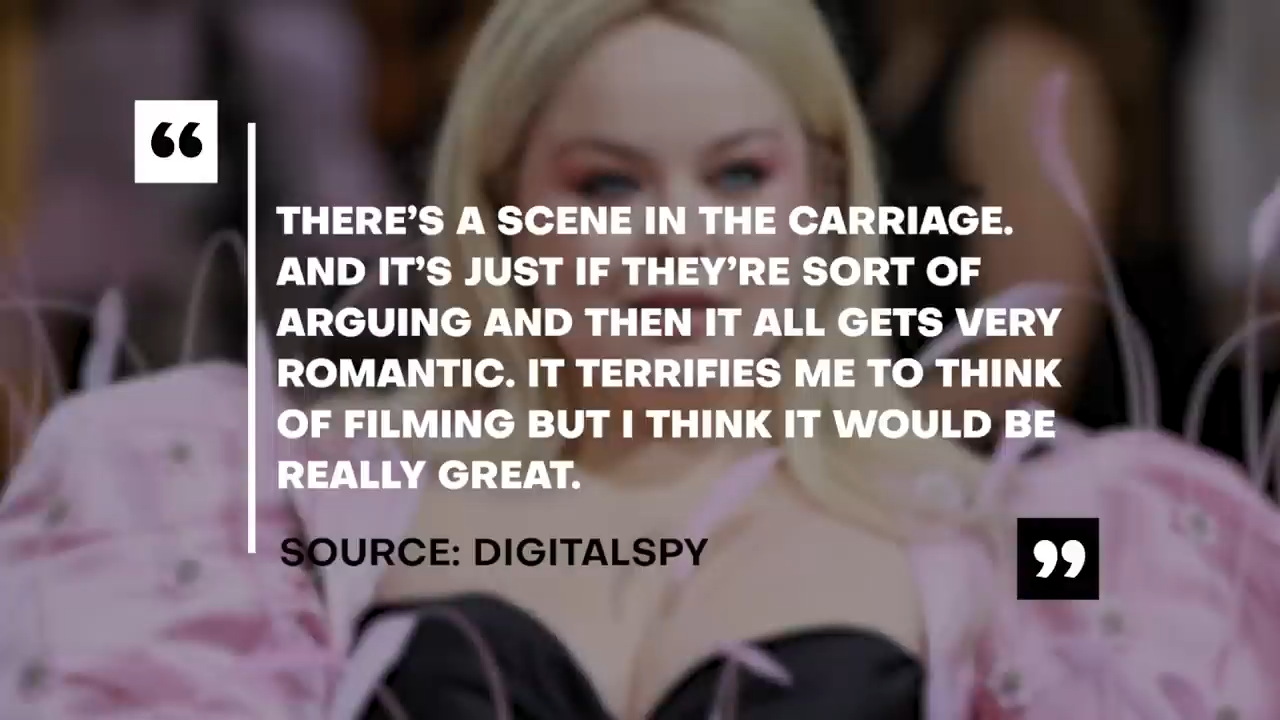 “
THERE’S A SCENE IN THE CARRIAGE.
AND IT’S JUST IF THEY’RE SORT OF
ARGUING AND THEN IT ALL GETS VERY
ROMANTIC. IT TERRIFIES ME TO THINK
OF FILMING BUT I THINK IT WOULD BE
REALLY GREAT.
SOURCE: DIGITALSPY
”